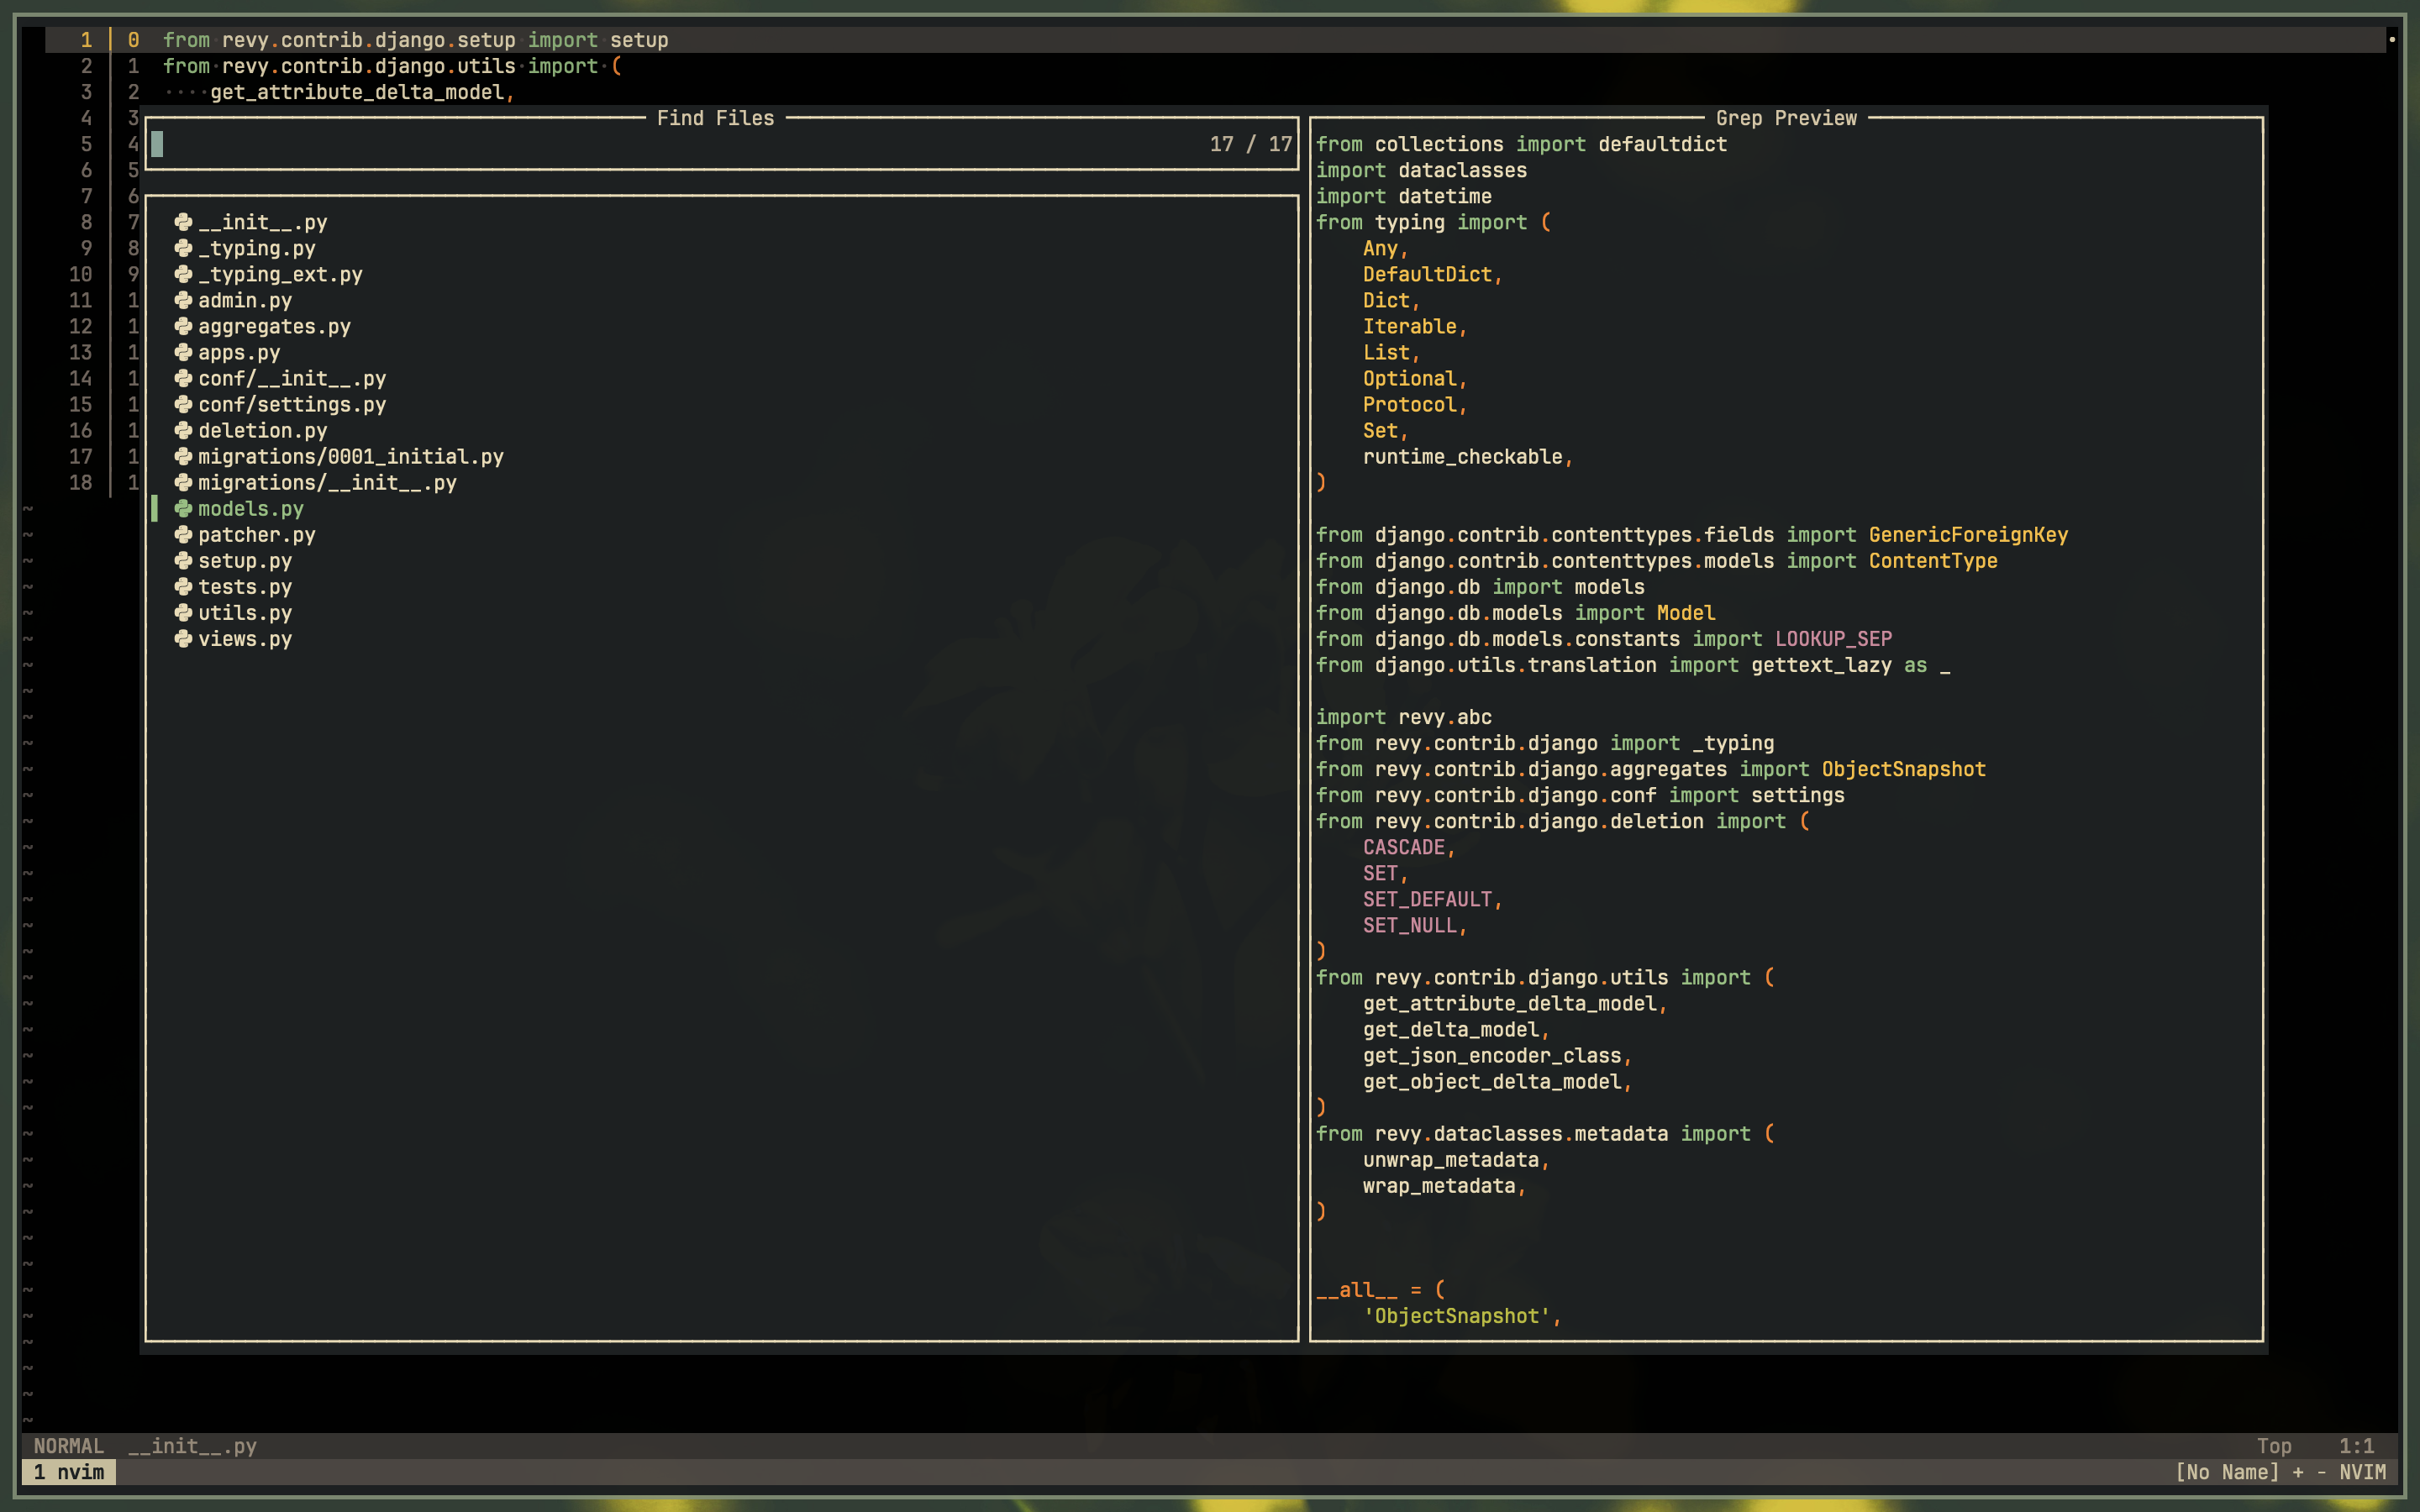 1 0 from revy.contrib.django.setup import setup
2 1 from·revy.contrib.django.utils·import·(
3 2 ····get_attribute_delta_model,
4 3
5 4
6 5
7 6
8 7
9 8
10 9
11 1
12 1
13 1
14 1
15 1
16 1
17 1
18 1
Find Files
17 / 17
__init__.py
_typing.py
_typing_ext.py
admin.py
aggregates.py
apps.py
conf/__init__.py
conf/settings.py
deletion.py
migrations/0001_initial.py
migrations/__init__.py
models.py
patcher.py
setup.py
tests.py
utils.py
views.py
Grep Preview
from collections import defaultdict
import dataclasses
import datetime
from typing import (
    Any,
    DefaultDict,
    Dict,
    Iterable,
    List,
    Optional,
    Protocol,
    Set,
    runtime_checkable,
)
from django.contrib.contenttypes.fields import GenericForeignKey
from django.contrib.contenttypes.models import ContentType
from django.db import models
from django.db.models import Model
from django.db.models.constants import LOOKUP_SEP
from django.utils.translation import gettext_lazy as _
import revy.abc
from revy.contrib.django import _typing
from revy.contrib.django.aggregates import ObjectSnapshot
from revy.contrib.django.conf import settings
from revy.contrib.django.deletion import (
    CASCADE,
    SET,
    SET_DEFAULT,
    SET_NULL,
)
from revy.contrib.django.utils import (
    get_attribute_delta_model,
    get_delta_model,
    get_json_encoder_class,
    get_object_delta_model,
)
from revy.dataclasses.metadata import (
    unwrap_metadata,
    wrap_metadata,
)
__all__ = (
    'ObjectSnapshot',
NORMAL __init__.py Top 1:1
1 nvim [No Name] + - NVIM